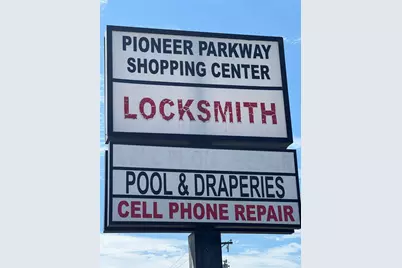 PIONEER PARKWAY
SHOPPING CENTER
LOCKSMITH
POOL & DRAPERIES
CELL PHONE REPAIR